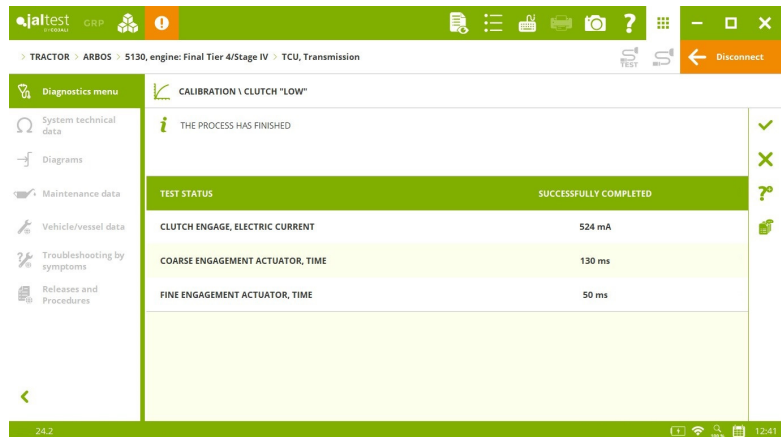 jaltest GRP
BY COJALI
> TRACTOR > ARBOS > 5130, engine: Final Tier 4/Stage IV > TCU, Transmission
TEST
Disconnect
Diagnostics menu
CALIBRATION \ CLUTCH "LOW"
System technical data
THE PROCESS HAS FINISHED
Diagrams
Maintenance data
TEST STATUS SUCCESSFULLY COMPLETED
Vehicle/vessel data
CLUTCH ENGAGE, ELECTRIC CURRENT 524 mA
Troubleshooting by symptoms
COARSE ENGAGEMENT ACTUATOR, TIME 130 ms
Releases and Procedures
FINE ENGAGEMENT ACTUATOR, TIME 50 ms
24.2
100%
12:41